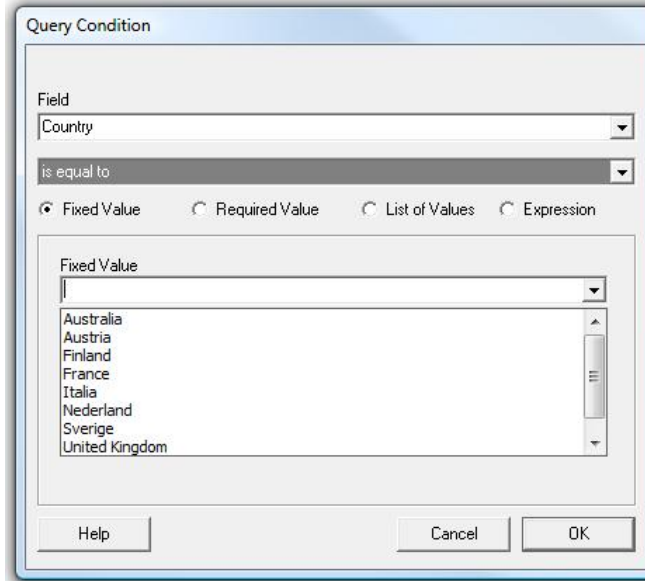 Query Condition
Field
Country
is equal to
Fixed Value Required Value List of Values Expression
Fixed Value
Australia
Austria
Finland
France
Italia
Nederland
Sverige
United Kingdom
Help Cancel OK